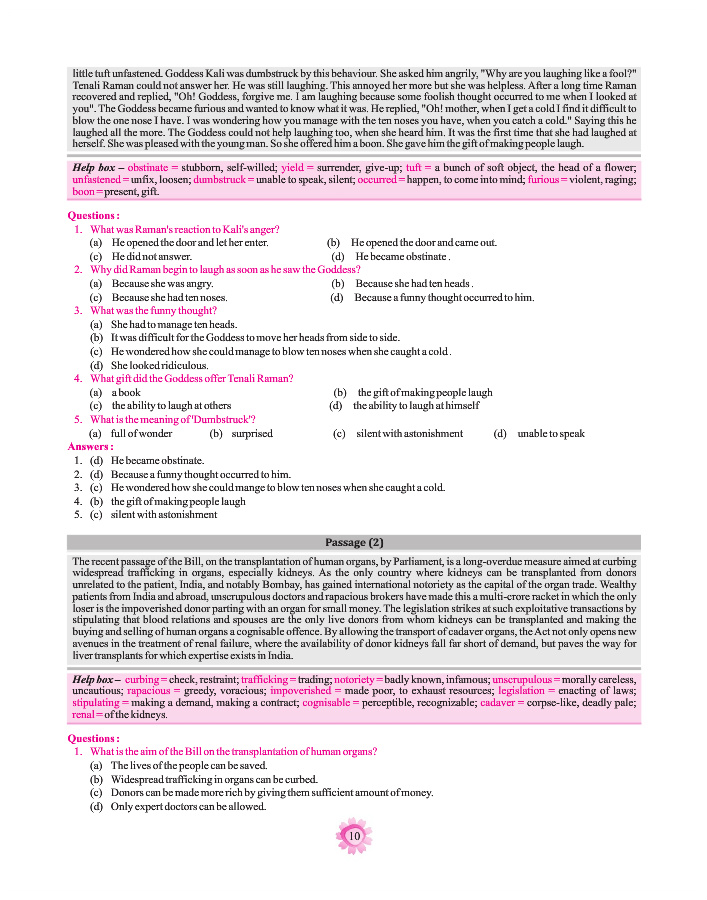 little tuft unfastened. Goddess Kali was dumbstruck by this behaviour. She asked him angrily, "Why are you laughing like a fool?"
Tenali Raman could not answer her. He was still laughing. This annoyed her more but she was helpless. After a long time Raman
recovered and replied, "Oh! Goddess, forgive me. I am laughing because some foolish thought occurred to me when I looked at
you". The Goddess became furious and wanted to know what it was. He replied, "Oh! mother, when I get a cold I find it difficult to
blow the one nose I have. I was wondering how you manage with the ten noses you have, when you catch a cold." Saying this he
laughed all the more. The Goddess could not help laughing too, when she heard him. It was the first time that she had laughed at
herself. She was pleased with the young man. So she offered him a boon. She gave him the gift of making people laugh.
Help box – obstinate = stubborn, self-willed; yield = surrender, give-up; tuft = a bunch of soft object, the head of a flower;
unfastened = unfix, loosen; dumbstruck = unable to speak, silent; occurred = happen, to come into mind; furious = violent, raging;
boon = present, gift.
Questions :
1. What was Raman's reaction to Kali's anger?
(a) He opened the door and let her enter. (b) He opened the door and came out.
(c) He did not answer. (d) He became obstinate .
2. Why did Raman begin to laugh as soon as he saw the Goddess?
(a) Because she was angry. (b) Because she had ten heads .
(c) Because she had ten noses. (d) Because a funny thought occurred to him.
3. What was the funny thought?
(a) She had to manage ten heads.
(b) It was difficult for the Goddess to move her heads from side to side.
(c) He wondered how she could manage to blow ten noses when she caught a cold .
(d) She looked ridiculous.
4. What gift did the Goddess offer Tenali Raman?
(a) a book (b) the gift of making people laugh
(c) the ability to laugh at others (d) the ability to laugh at himself
5. What is the meaning of 'Dumbstruck'?
(a) full of wonder (b) surprised (c) silent with astonishment (d) unable to speak
Answers :
1. (d) He became obstinate.
2. (d) Because a funny thought occurred to him.
3. (c) He wondered how she could mange to blow ten noses when she caught a cold.
4. (b) the gift of making people laugh
5. (c) silent with astonishment
Passage (2)
The recent passage of the Bill, on the transplantation of human organs, by Parliament, is a long-overdue measure aimed at curbing
widespread trafficking in organs, especially kidneys. As the only country where kidneys can be transplanted from donors
unrelated to the patient, India, and notably Bombay, has gained international notoriety as the capital of the organ trade. Wealthy
patients from India and abroad, unscrupulous doctors and rapacious brokers have made this a multi-crore racket in which the only
loser is the impoverished donor parting with an organ for small money. The legislation strikes at such exploitative transactions by
stipulating that blood relations and spouses are the only live donors from whom kidneys can be transplanted and making the
buying and selling of human organs a cognisable offence. By allowing the transport of cadaver organs, the Act not only opens new
avenues in the treatment of renal failure, where the availability of donor kidneys fall far short of demand, but paves the way for
liver transplants for which expertise exists in India.
Help box – curbing = check, restraint; trafficking = trading; notoriety = badly known, infamous; unscrupulous = morally careless,
uncautious; rapacious = greedy, voracious; impoverished = made poor, to exhaust resources; legislation = enacting of laws;
stipulating = making a demand, making a contract; cognisable = perceptible, recognizable; cadaver = corpse-like, deadly pale;
renal = of the kidneys.
Questions :
1. What is the aim of the Bill on the transplantation of human organs?
(a) The lives of the people can be saved.
(b) Widespread trafficking in organs can be curbed.
(c) Donors can be made more rich by giving them sufficient amount of money.
(d) Only expert doctors can be allowed.
10